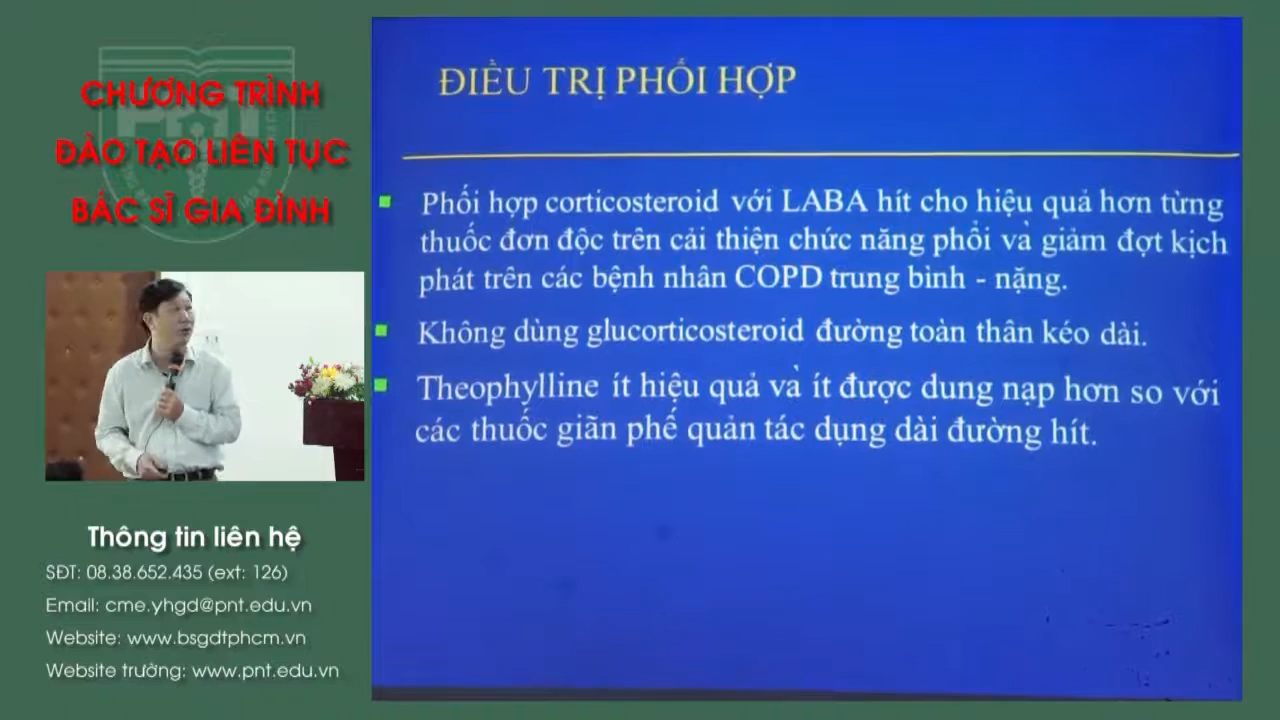 CHƯƠNG TRÌNH
ĐÀO TẠO LIÊN TỤC
BÁC SĨ GIA ĐÌNH
Thông tin liên hệ
SĐT: 08.38.652.435 (ext: 126)
Email: cme.yhgd@pnt.edu.vn
Website: www.bsgdtphcm.vn
Website trường: www.pnt.edu.vn
ĐIỀU TRỊ PHỐI HỢP
Phối hợp corticosteroid với LABA hít cho hiệu quả hơn từng
thuốc đơn độc trên cải thiện chức năng phổi và giảm đợt kịch
phát trên các bệnh nhân COPD trung bình - nặng.
Không dùng glucorticosteroid đường toàn thân kéo dài.
Theophylline ít hiệu quả và ít được dung nạp hơn so với
các thuốc giãn phế quản tác dụng dài đường hít.